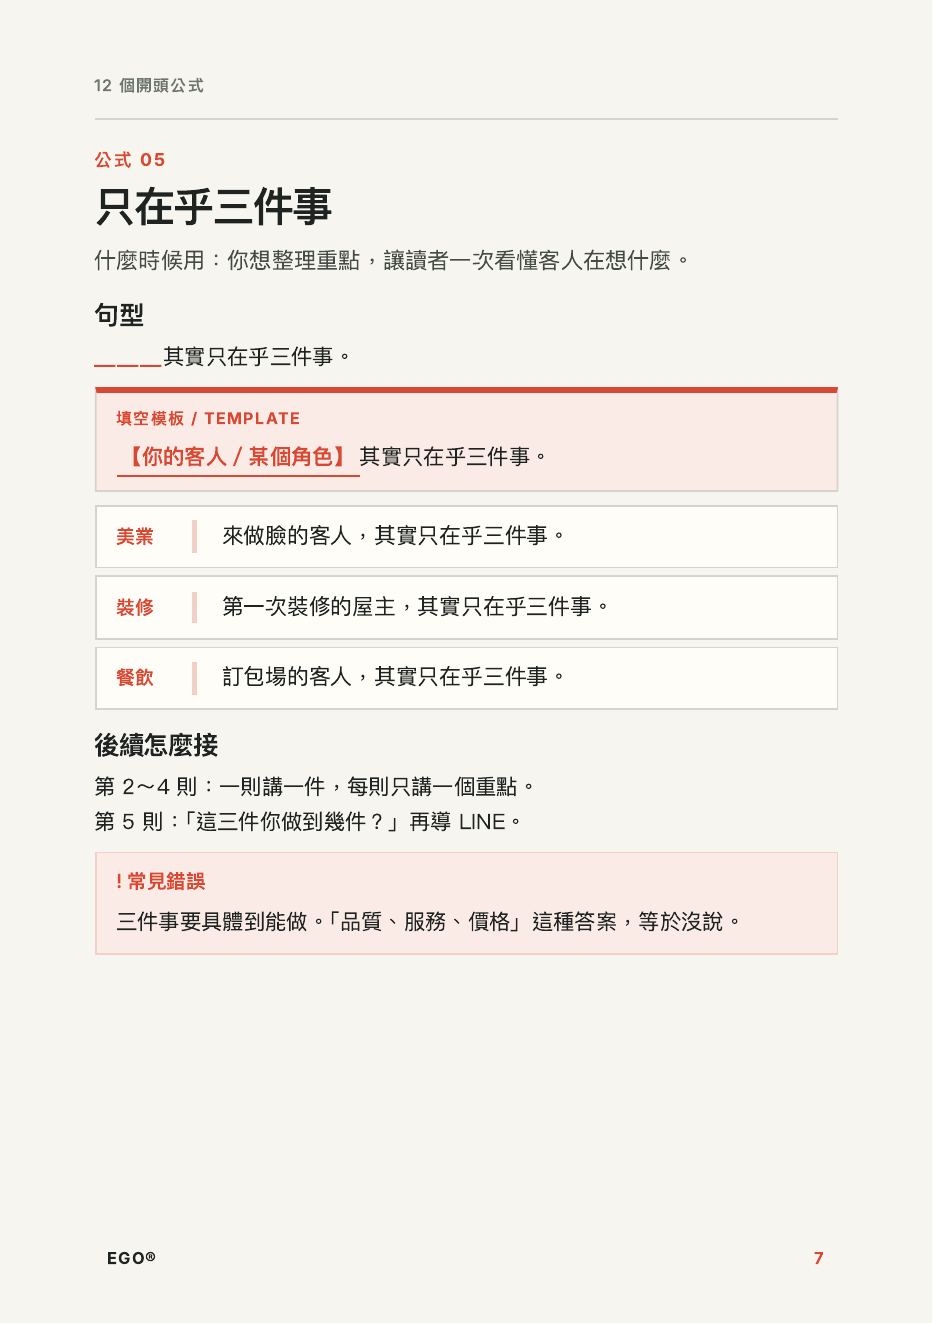 12 個開頭公式
公式 05
只在乎三件事
什麼時候用：你想整理重點，讓讀者一次看懂客人在想什麼。
句型
＿＿＿其實只在乎三件事。
填空模板 / TEMPLATE
【你的客人 / 某個角色】其實只在乎三件事。
美業 來做臉的客人，其實只在乎三件事。
裝修 第一次裝修的屋主，其實只在乎三件事。
餐飲 訂包場的客人，其實只在乎三件事。
後續怎麼接
第 2～4 則：一則講一件，每則只講一個重點。
第 5 則：「這三件你做到幾件？」再導 LINE。
! 常見錯誤
三件事要具體到能做。「品質、服務、價格」這種答案，等於沒說。
EGO®
7